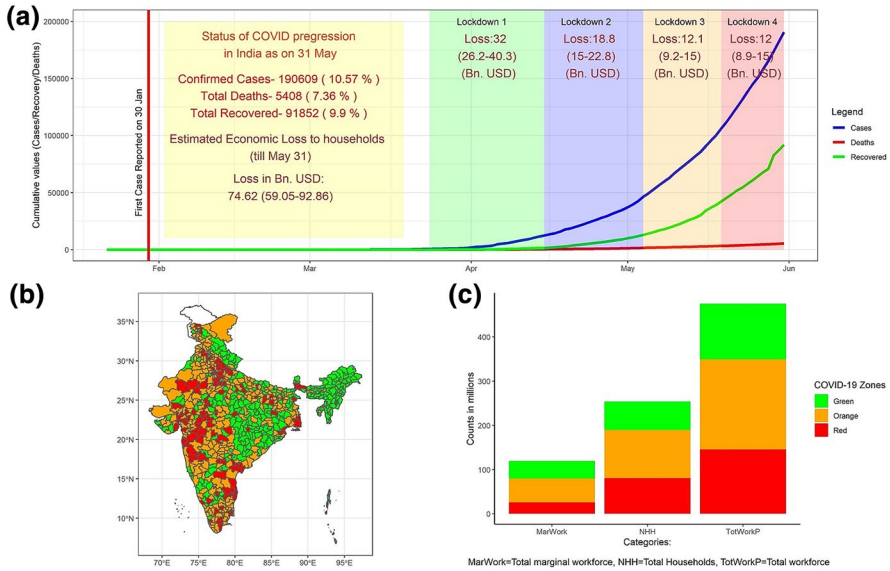 (a)
Cumulative values (Cases/Recovery/Deaths)
200000
150000
100000
50000
0
First Case Reported on 30 Jan
Status of COVID pregression
in India as on 31 May
Confirmed Cases- 190609 ( 10.57 % )
Total Deaths- 5408 ( 7.36 % )
Total Recovered- 91852 ( 9.9 % )
Estimated Economic Loss to households
(till May 31)
Loss in Bn. USD:
74.62 (59.05-92.86)
Lockdown 1
Loss:32
(26.2-40.3)
(Bn. USD)
Lockdown 2
Loss:18.8
(15-22.8)
(Bn. USD)
Lockdown 3
Loss:12.1
(9.2-15)
(Bn. USD)
Lockdown 4
Loss:12
(8.9-15)
(Bn. USD)
Feb
Mar
Apr
May
Jun
Legend
Cases
Deaths
Recovered
(b)
35°N
30°N
25°N
20°N
15°N
10°N
70°E
75°E
80°E
85°E
90°E
95°E
(c)
Counts in millions
400
300
200
100
0
MarWork
NHH
TotWorkP
Categories:
COVID-19 Zones
Green
Orange
Red
MarWork=Total marginal workforce, NHH=Total Households, TotWorkP=Total workforce